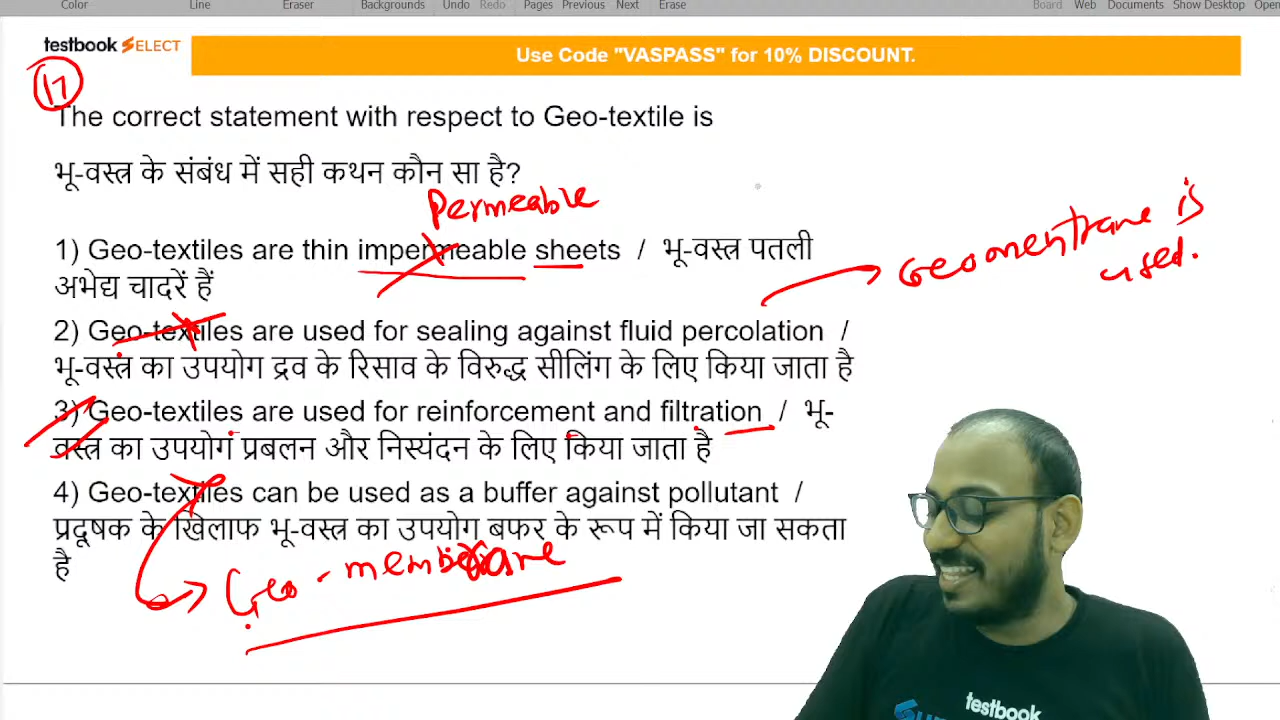 Color Line Eraser Backgrounds Undo Redo Pages Previous Next Erase Board Web Documents Show Desktop Open
testbook SELECT
Use Code "VASPASS" for 10% DISCOUNT.
17
The correct statement with respect to Geo-textile is
भू-वस्त्र के संबंध में सही कथन कौन सा है?
Permeable
1) Geo-textiles are thin impermeable sheets / भू-वस्त्र पतली
अभेद्य चादरें हैं
Geomentrane is
used.
2) Geo-textiles are used for sealing against fluid percolation /
भू-वस्त्र का उपयोग द्रव के रिसाव के विरुद्ध सीलिंग के लिए किया जाता है
3) Geo-textiles are used for reinforcement and filtration / भू-
वस्त्र का उपयोग प्रबलन और निस्यंदन के लिए किया जाता है
4) Geo-textiles can be used as a buffer against pollutant /
प्रदूषक के खिलाफ भू-वस्त्र का उपयोग बफर के रूप में किया जा सकता
है
Geo-membrane
testbook